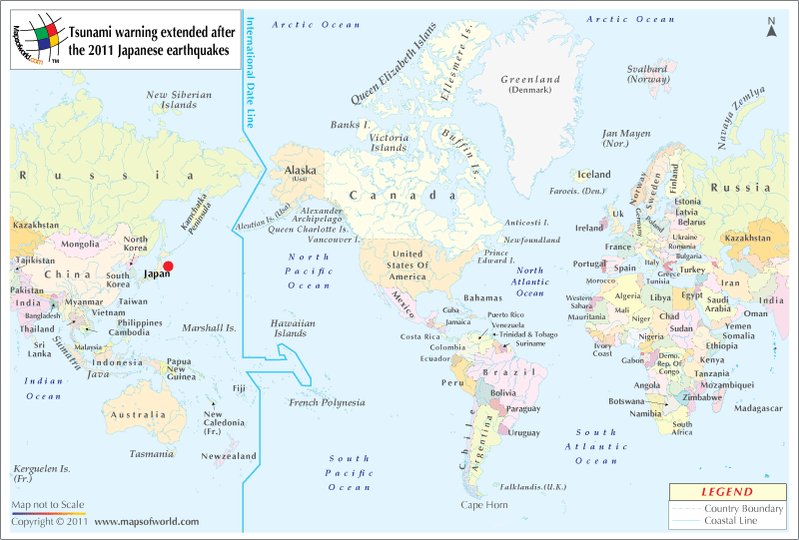 Tsunami warning extended after
the 2011 Japanese earthquakes
Mapsofworld.com
TM
International Date Line
Arctic Ocean
Arctic Ocean
N
Queen Elizabeth Islans
Ellesmere Is.
Greenland
(Denmark)
Svalbard
(Norway)
Navaya Zemlya
New Siberian
Islands
Banks I.
Victoria
Islands
Buffin Is.
Jan Mayen
(Nor.)
Russia
Alaska
(Usa)
Canada
Iceland
Faroeis. (Den.)
Norway
Sweden
Finland
Russia
Kamchatka
Peninsula
Aleutian Is. (Usa)
Alexander
Archipelago
Queen Charlotte Is.
Vancouver I.
Anticosti I.
Newfoundland
Prince
Edward I.
Uk
Ireland
Estonia
Latvia
Belarus
Poland
Germany
Ukraine
Romania
Bulgaria
France
Kazakhstan
Kazakhstan
Mongolia
North
Korea
Tajikistan
China
South
Korea
Japan
North
Pacific
Ocean
United
States Of
America
North
Atlantic
Ocean
Portugal
Spain
Italy
Greece
Turkey
Tunisia
Morocco
Pakistan
India
Bangladesh
Myanmar
Taiwan
Vietnam
Thailand
Philippines
Cambodia
Marshall Is.
Hawaiian
Islands
Mexico
Bahamas
Cuba
Jamaica
Puerto Rico
Venezuela
Trinidad & Tobago
Suriname
Costa Rica
Colombia
Ecuador
Western
Sahara
Mauritania
Algeria
Libya
Egypt
Saudi
Arabia
Iran
India
Oman
Mali
Niger
Chad
Sudan
Yemen
Somalia
Ethiopia
Ivory
Coast
Gabon
Demo.
Rep. Of
Congo
Kenya
Tanzania
Sri
Lanka
Malaysia
Sumatra
Indonesia
Java
Papua
New
Guinea
Indian
Ocean
Fiji
French Polynesia
Peru
Brazil
Bolivia
Paraguay
Uruguay
Chile
Argentina
Angola
Mozambiquei
Botswana
Zimbabwe
Namibia
Madagascar
South
Africa
Australia
New
Caledonia
(Fr.)
Tasmania
Newzealand
South
Pacific
Ocean
South
Atlantic
Ocean
Kerguelen Is.
(Fr.)
Falklandis.(U.K.)
Cape Horn
Map not to Scale
Copyright © 2011 www.mapsofworld.com
LEGEND
Country Boundary
Coastal Line